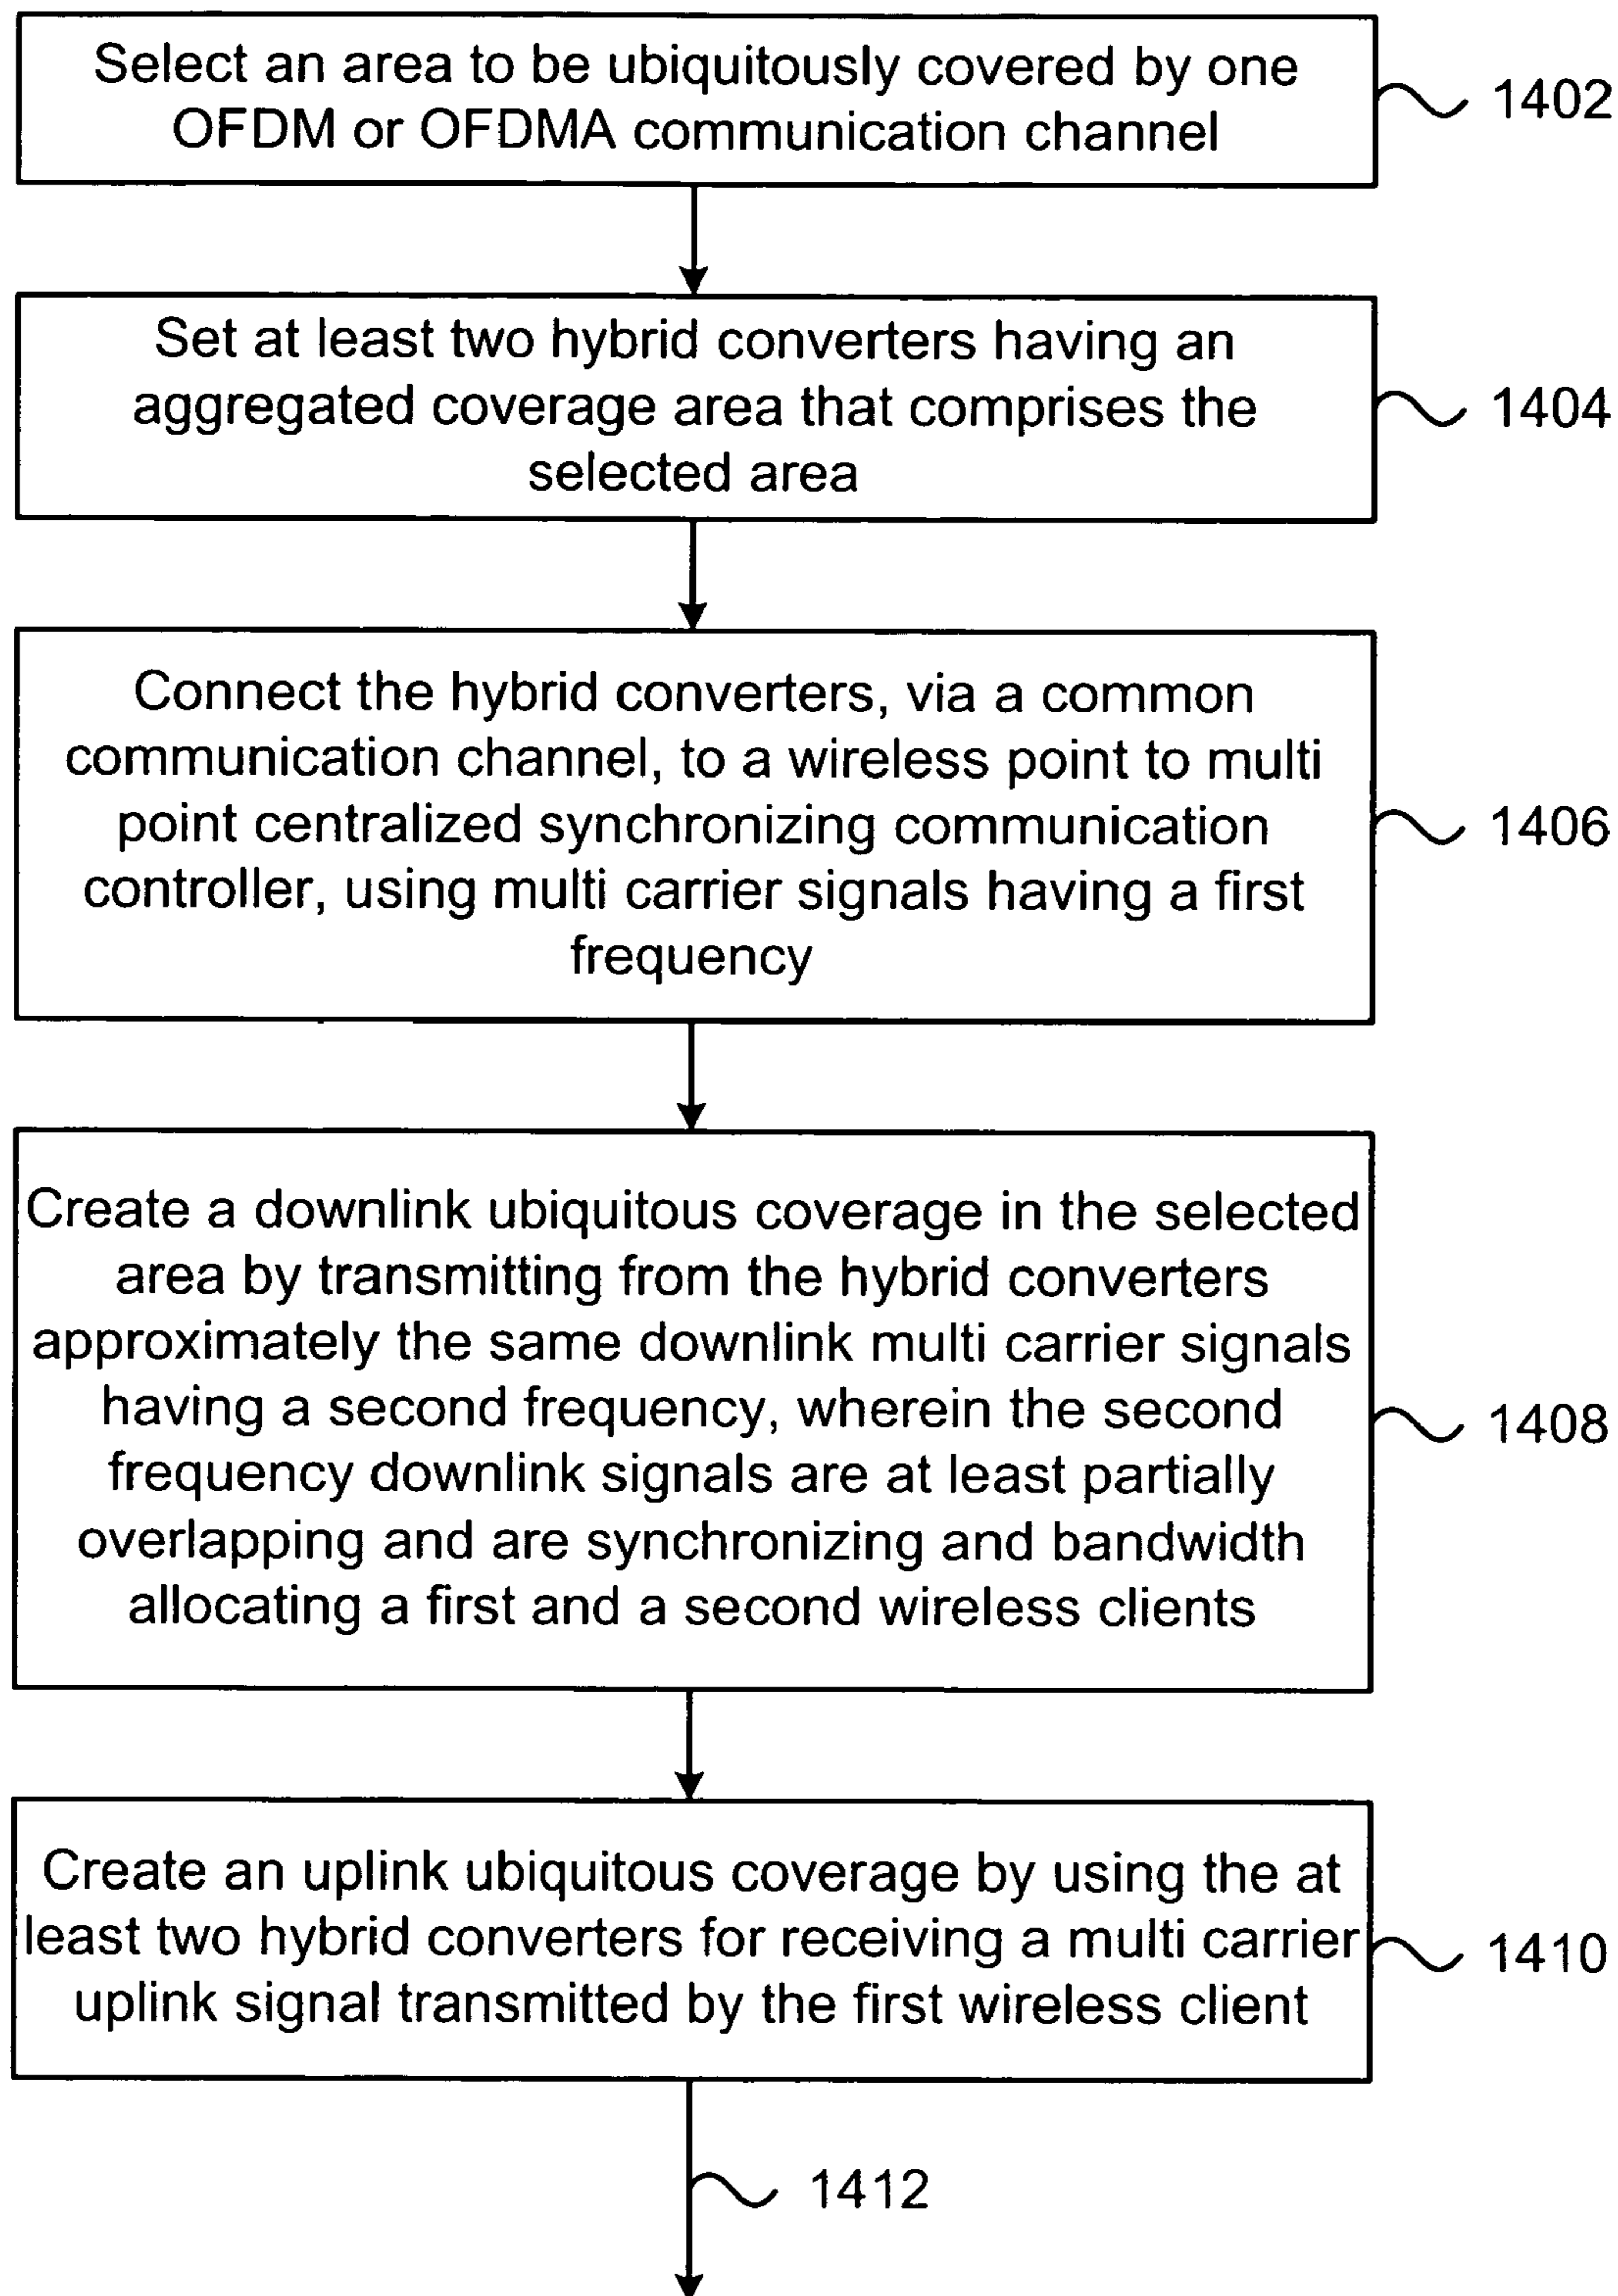 Select an area to be ubiquitously covered by one
OFDM or OFDMA communication channel
1402
Set at least two hybrid converters having an
aggregated coverage area that comprises the
selected area
1404
Connect the hybrid converters, via a common
communication channel, to a wireless point to multi
point centralized synchronizing communication
controller, using multi carrier signals having a first
frequency
1406
Create a downlink ubiquitous coverage in the selected
area by transmitting from the hybrid converters
approximately the same downlink multi carrier signals
having a second frequency, wherein the second
frequency downlink signals are at least partially
overlapping and are synchronizing and bandwidth
allocating a first and a second wireless clients
1408
Create an uplink ubiquitous coverage by using the at
least two hybrid converters for receiving a multi carrier
uplink signal transmitted by the first wireless client
1410
1412